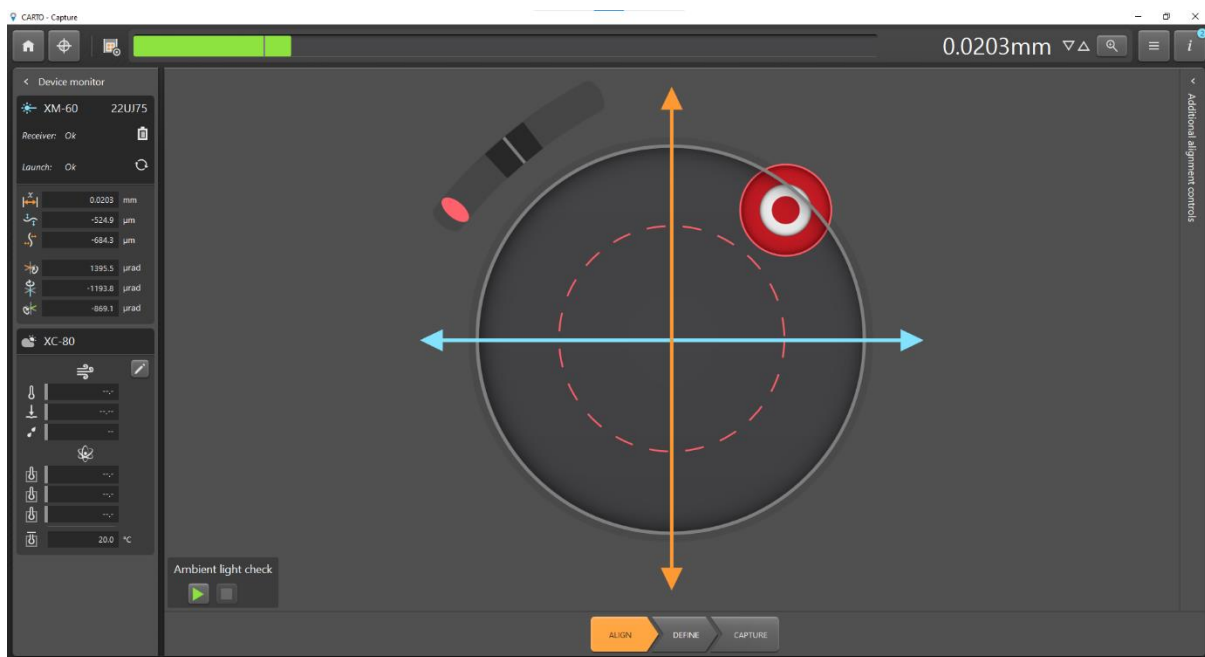 CARTO - Capture
0.0203mm
i
2
Device monitor
XM-60 22UJ75
Receiver: Ok
Launch: Ok
x
0.0203 mm
-524.9 µm
-684.3 µm
1395.5 µrad
-1193.8 µrad
-869.1 µrad
XC-80
--.-
--.--
--
--.-
--.-
--.-
20.0 °C
Additional alignment controls
Ambient light check
ALIGN DEFINE CAPTURE